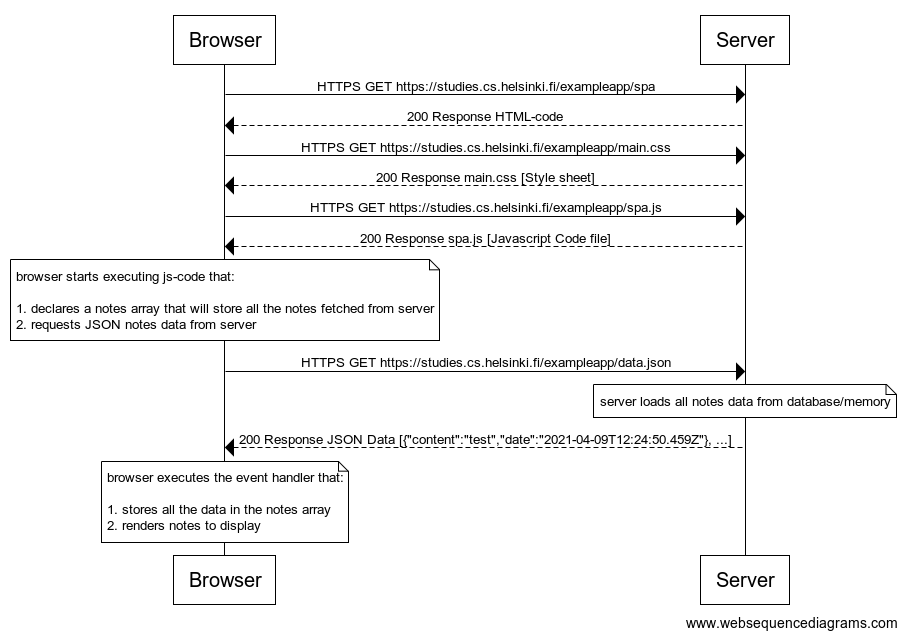 Browser Server
HTTPS GET https://studies.cs.helsinki.fi/exampleapp/spa
200 Response HTML-code
HTTPS GET https://studies.cs.helsinki.fi/exampleapp/main.css
200 Response main.css [Style sheet]
HTTPS GET https://studies.cs.helsinki.fi/exampleapp/spa.js
200 Response spa.js [Javascript Code file]
browser starts executing js-code that:
1. declares a notes array that will store all the notes fetched from server
2. requests JSON notes data from server
HTTPS GET https://studies.cs.helsinki.fi/exampleapp/data.json
server loads all notes data from database/memory
200 Response JSON Data [{"content":"test","date":"2021-04-09T12:24:50.459Z"}, ...]
browser executes the event handler that:
1. stores all the data in the notes array
2. renders notes to display
Browser Server
www.websequencediagrams.com